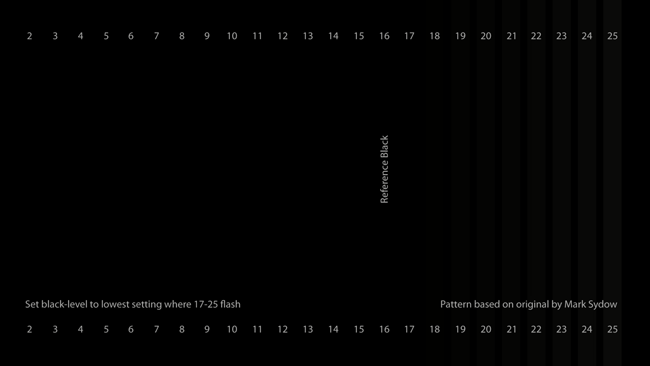 2 3 4 5 6 7 8 9 10 11 12 13 14 15 16 17 18 19 20 21 22 23 24 25
Reference Black
Set black-level to lowest setting where 17-25 flash
Pattern based on original by Mark Sydow
2 3 4 5 6 7 8 9 10 11 12 13 14 15 16 17 18 19 20 21 22 23 24 25